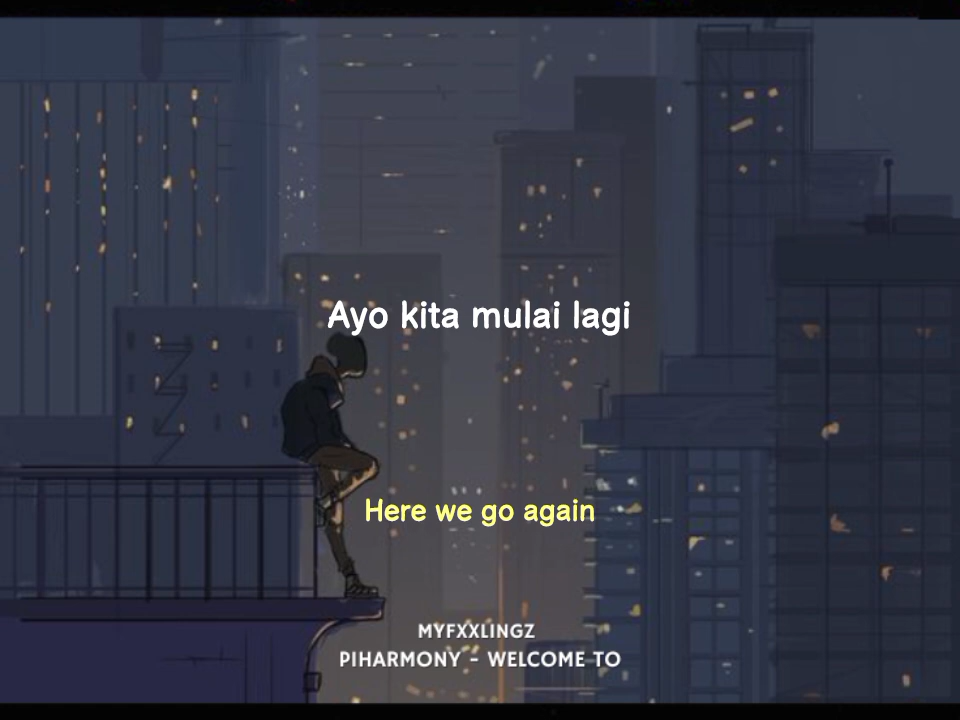 Ayo kita mulai lagi
Here we go again
MYFXXLINGZ
PIHARMONY - WELCOME TO